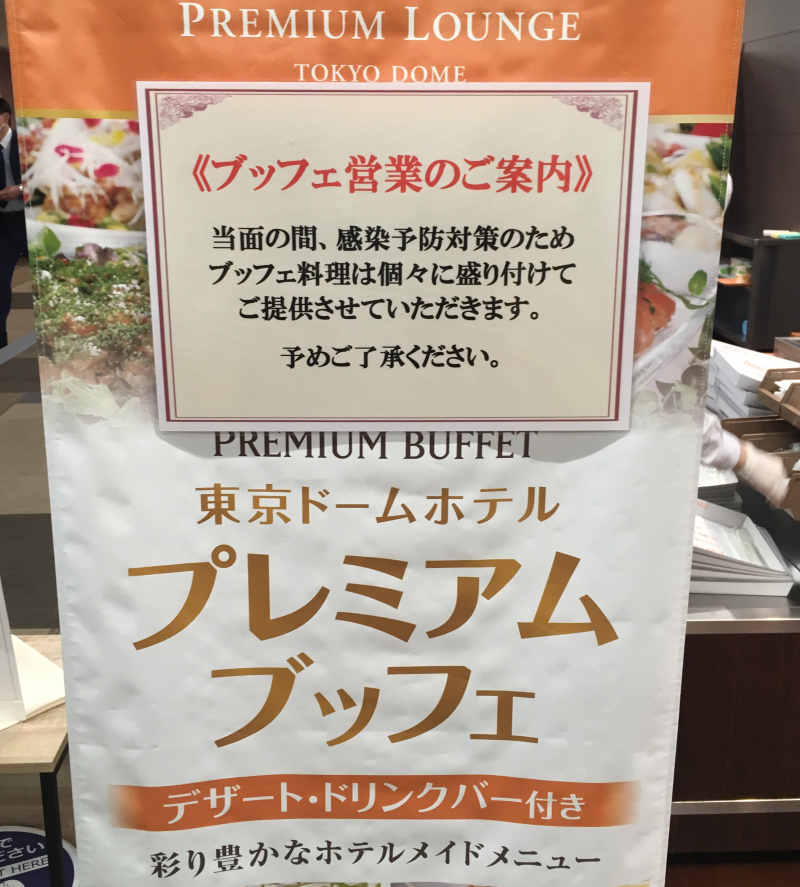 PREMIUM LOUNGE
TOKYO DOME
《ブッフェ営業のご案内》
当面の間、感染予防対策のため
ブッフェ料理は個々に盛り付けて
ご提供させていただきます。
予めご了承ください。
PREMIUM BUFFET
東京ドームホテル
プレミアム
ブッフェ
デザート・ドリンクバー付き
彩り豊かなホテルメイドメニュー
で
ださい
HERE